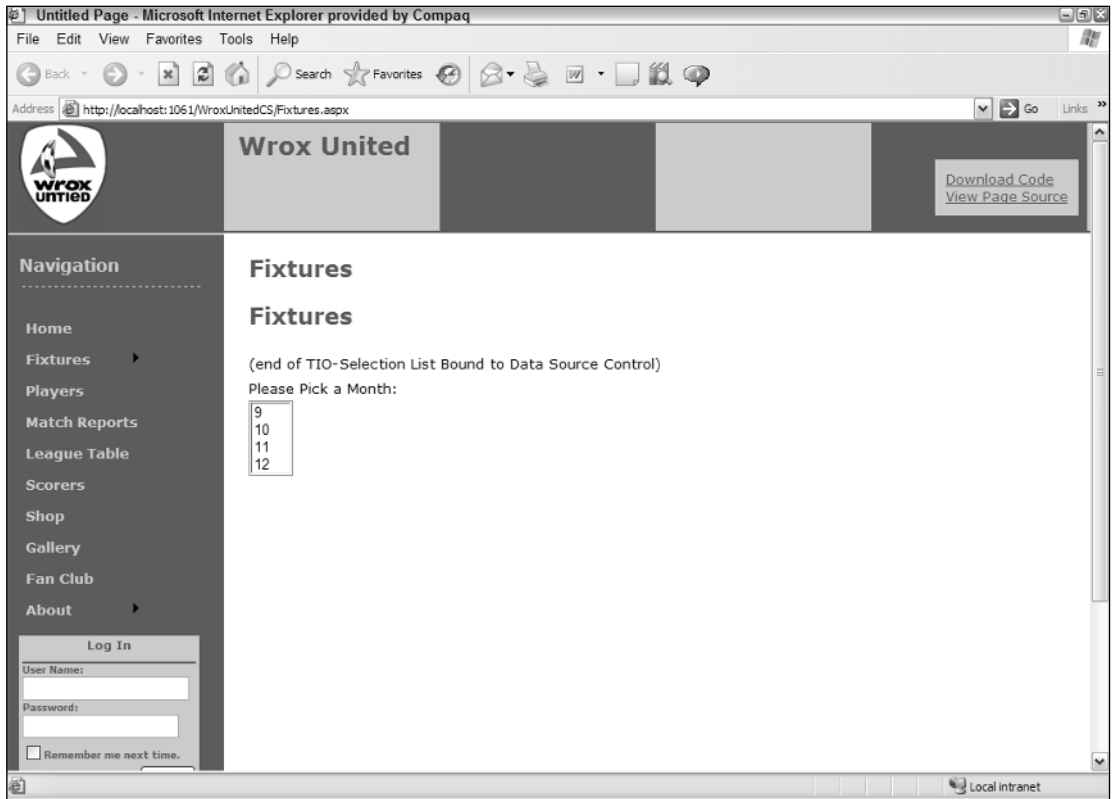 Untitled Page - Microsoft Internet Explorer provided by Compaq
File Edit View Favorites Tools Help
Back Search Favorites W
Address http://localhost:1061/WroxUnitedCS/Fixtures.aspx Go Links »
wrox
UNTIED
Wrox United
Download Code
View Page Source
Navigation
Home
Fixtures
Players
Match Reports
League Table
Scorers
Shop
Gallery
Fan Club
About
Log In
User Name:
Password:
Remember me next time.
Fixtures
Fixtures
(end of TIO-Selection List Bound to Data Source Control)
Please Pick a Month:
9
10
11
12
Local intranet